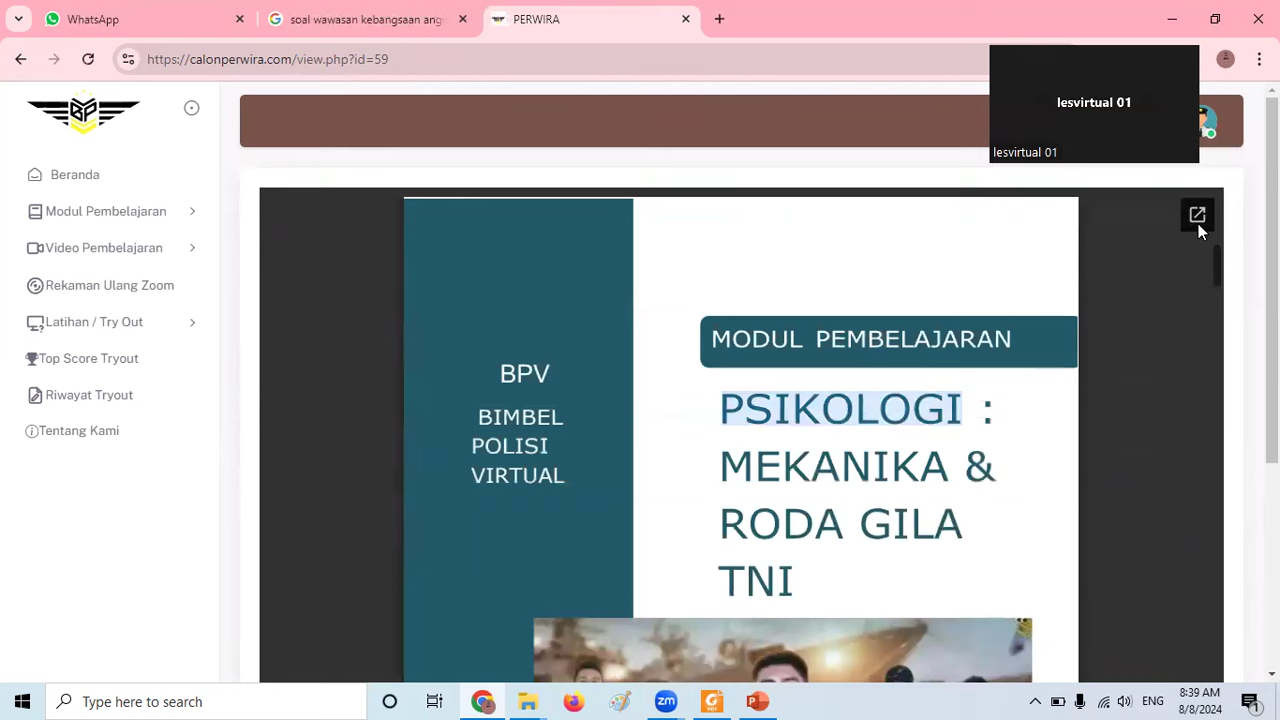 WhatsApp
soal wawasan kebangsaan ang
PERWIRA
https://calonperwira.com/view.php?id=59
lesvirtual 01
lesvirtual 01
BP
Beranda
Modul Pembelajaran
Video Pembelajaran
Rekaman Ulang Zoom
Latihan / Try Out
Top Score Tryout
Riwayat Tryout
Tentang Kami
BPV
BIMBEL
POLISI
VIRTUAL
MODUL PEMBELAJARAN
PSIKOLOGI :
MEKANIKA &
RODA GILA
TNI
Type here to search
zm
ENG
8:39 AM
8/8/2024